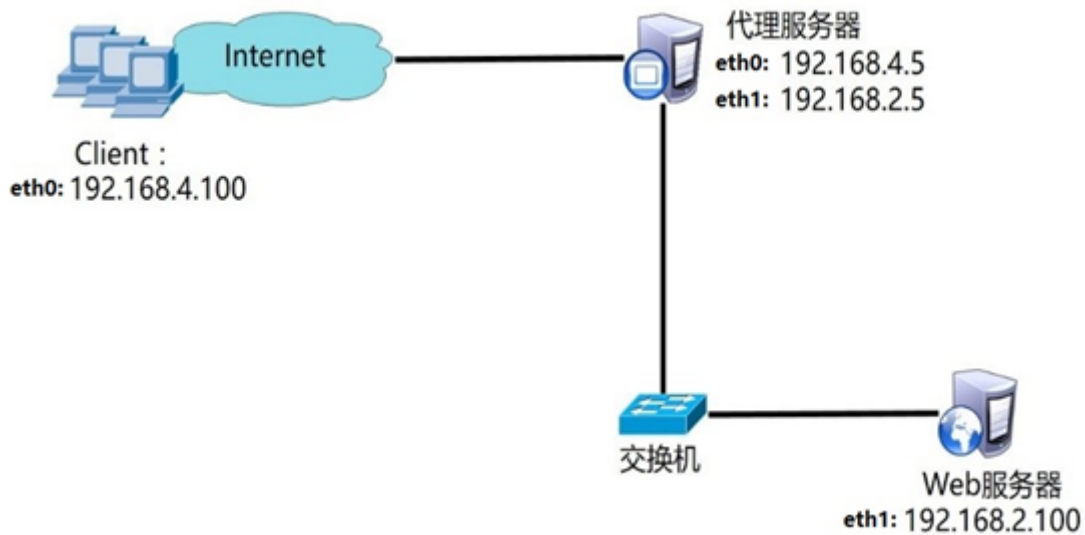 Internet
代理服务器
eth0: 192.168.4.5
eth1: 192.168.2.5
Client：
eth0: 192.168.4.100
交换机
Web服务器
eth1: 192.168.2.100